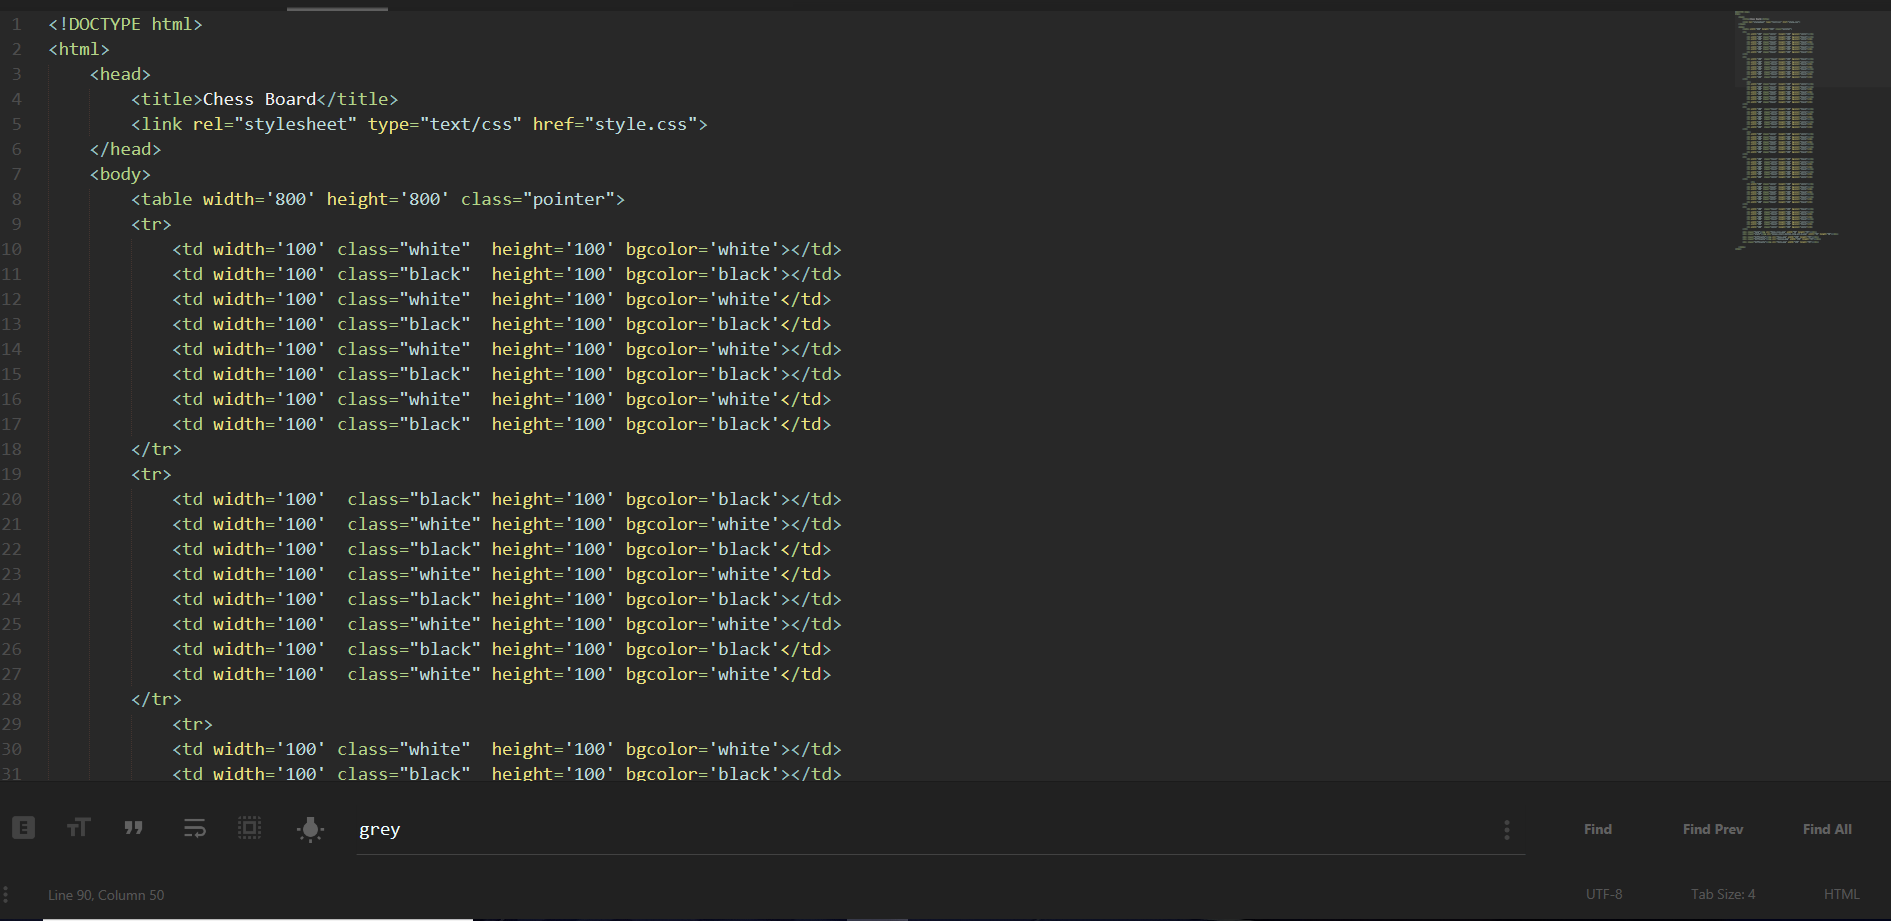 1 <!DOCTYPE html>
2 <html>
3     <head>
4         <title>Chess Board</title>
5         <link rel="stylesheet" type="text/css" href="style.css">
6     </head>
7     <body>
8         <table width='800' height='800' class="pointer">
9         <tr>
10             <td width='100' class="white"  height='100' bgcolor='white'></td>
11             <td width='100' class="black"  height='100' bgcolor='black'></td>
12             <td width='100' class="white"  height='100' bgcolor='white'</td>
13             <td width='100' class="black"  height='100' bgcolor='black'</td>
14             <td width='100' class="white"  height='100' bgcolor='white'></td>
15             <td width='100' class="black"  height='100' bgcolor='black'></td>
16             <td width='100' class="white"  height='100' bgcolor='white'</td>
17             <td width='100' class="black"  height='100' bgcolor='black'</td>
18         </tr>
19         <tr>
20             <td width='100'  class="black" height='100' bgcolor='black'></td>
21             <td width='100'  class="white" height='100' bgcolor='white'></td>
22             <td width='100'  class="black" height='100' bgcolor='black'</td>
23             <td width='100'  class="white" height='100' bgcolor='white'</td>
24             <td width='100'  class="black" height='100' bgcolor='black'></td>
25             <td width='100'  class="white" height='100' bgcolor='white'></td>
26             <td width='100'  class="black" height='100' bgcolor='black'</td>
27             <td width='100'  class="white" height='100' bgcolor='white'</td>
28         </tr>
29             <tr>
30             <td width='100' class="white"  height='100' bgcolor='white'></td>
31             <td width='100' class="black"  height='100' bgcolor='black'></td>
E TT grey Find Find Prev Find All
Line 90, Column 50 UTF-8 Tab Size: 4 HTML